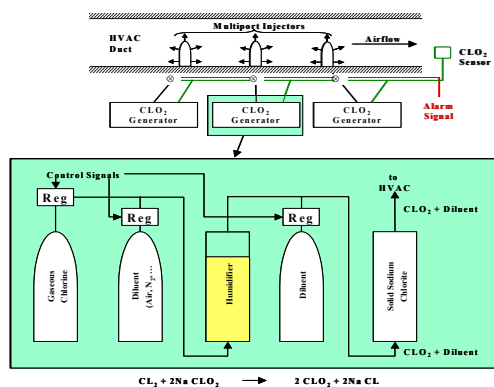 Multiport Injectors
HVAC
Duct
Airflow
CLO₂
Sensor
CLO₂
Generator
CLO₂
Generator
CLO₂
Generator
Alarm
Signal
Control Signals
to
HVAC
CLO₂ + Diluent
Reg
Reg
Reg
Gaseous
Chlorine
Diluent
(Air, N₂,...
Humidifier
Diluent
Solid Sodium
Chlorite
CLO₂ + Diluent
CL₂ + 2Na CLO₂ 2 CLO₂ + 2Na CL